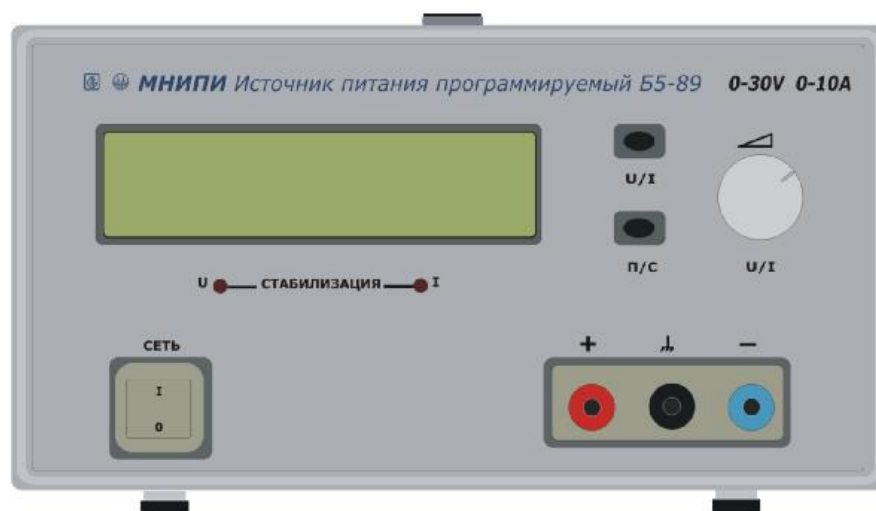 МНИПИ Источник питания программируемый Б5-89 0-30V 0-10A
U/I
П/С
U/I
U СТАБИЛИЗАЦИЯ I
СЕТЬ
I
0
+ −